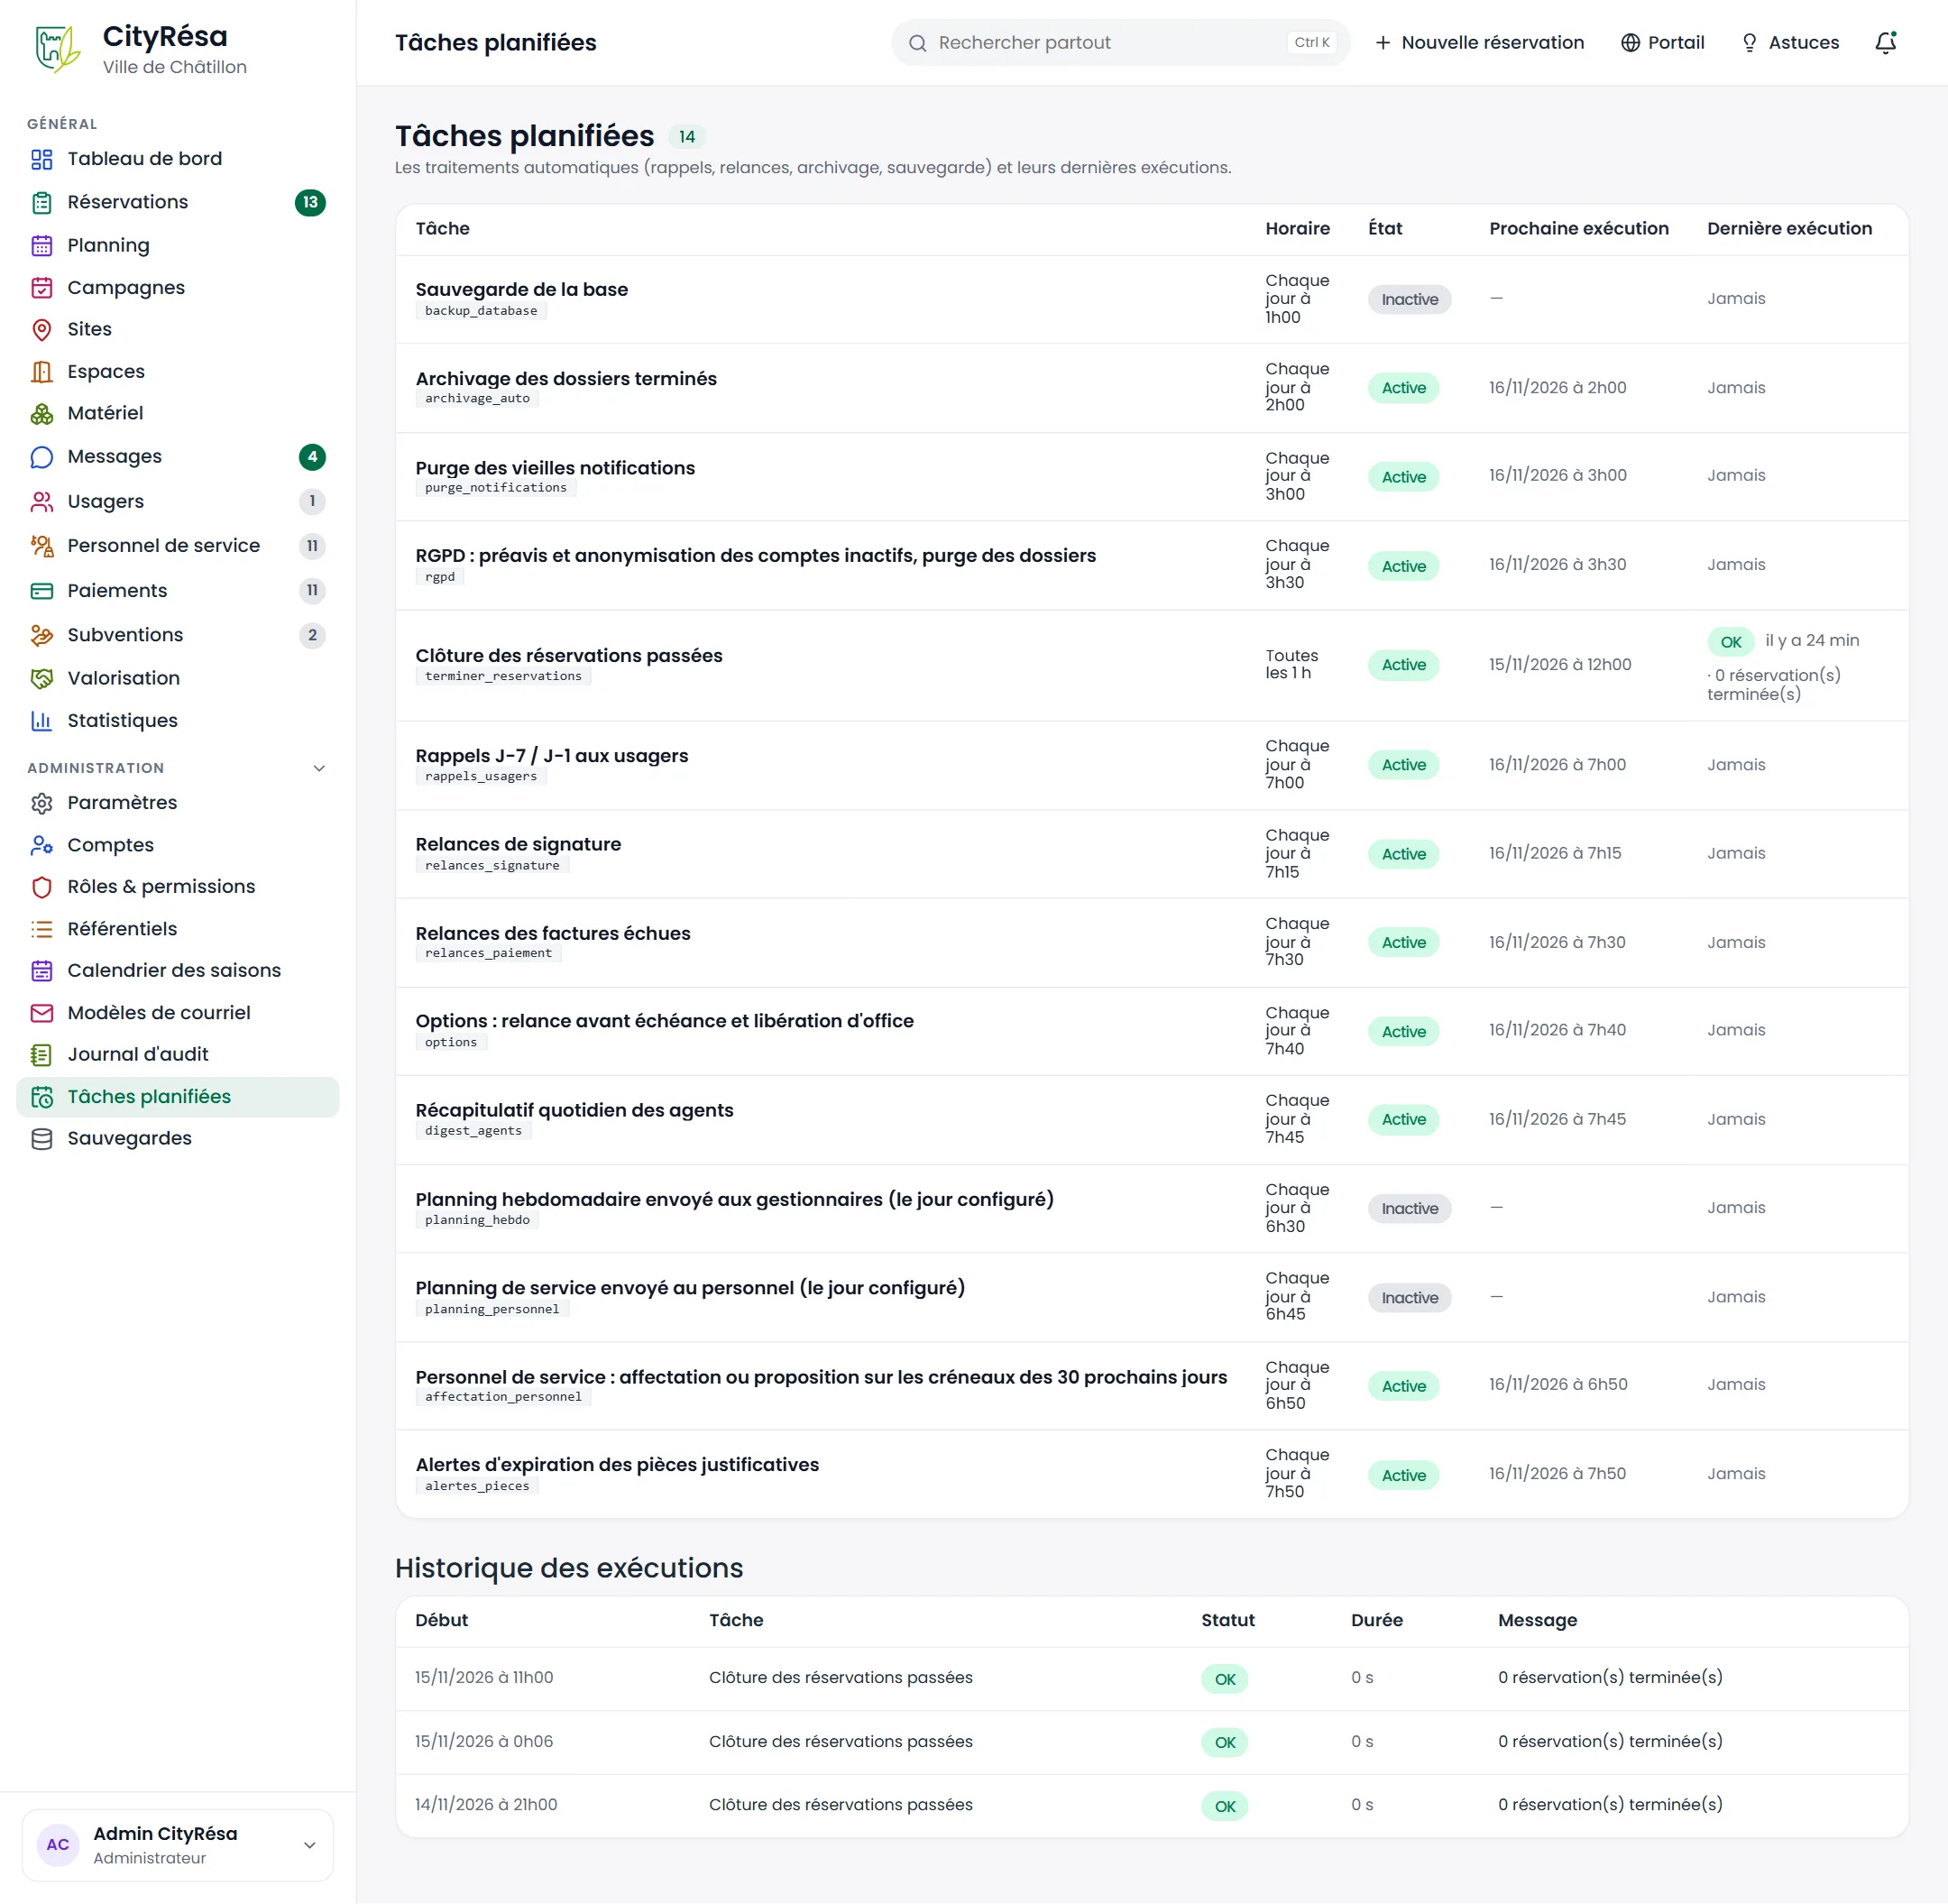 CityRésa
Ville de Châtillon
GÉNÉRAL
Tableau de bord
Réservations 13
Planning
Campagnes
Sites
Espaces
Matériel
Messages 4
Usagers 1
Personnel de service 11
Paiements 11
Subventions 2
Valorisation
Statistiques
ADMINISTRATION
Paramètres
Comptes
Rôles & permissions
Référentiels
Calendrier des saisons
Modèles de courriel
Journal d'audit
Tâches planifiées
Sauvegardes
AC
Admin CityRésa
Administrateur
Tâches planifiées
Rechercher partout
Ctrl K
Nouvelle réservation
Portail
Astuces
Tâches planifiées 14
Les traitements automatiques (rappels, relances, archivage, sauvegarde) et leurs dernières exécutions.
Tâche Horaire État Prochaine exécution Dernière exécution
Sauvegarde de la base
backup_database
Chaque
jour à
1h00
Inactive
—
Jamais
Archivage des dossiers terminés
archivage_auto
Chaque
jour à
2h00
Active
16/11/2026 à 2h00
Jamais
Purge des vieilles notifications
purge_notifications
Chaque
jour à
3h00
Active
16/11/2026 à 3h00
Jamais
RGPD : préavis et anonymisation des comptes inactifs, purge des dossiers
rgpd
Chaque
jour à
3h30
Active
16/11/2026 à 3h30
Jamais
Clôture des réservations passées
terminer_reservations
Toutes
les 1 h
Active
15/11/2026 à 12h00
OK il y a 24 min
· 0 réservation(s)
terminée(s)
Rappels J-7 / J-1 aux usagers
rappels_usagers
Chaque
jour à
7h00
Active
16/11/2026 à 7h00
Jamais
Relances de signature
relances_signature
Chaque
jour à
7h15
Active
16/11/2026 à 7h15
Jamais
Relances des factures échues
relances_paiement
Chaque
jour à
7h30
Active
16/11/2026 à 7h30
Jamais
Options : relance avant échéance et libération d'office
options
Chaque
jour à
7h40
Active
16/11/2026 à 7h40
Jamais
Récapitulatif quotidien des agents
digest_agents
Chaque
jour à
7h45
Active
16/11/2026 à 7h45
Jamais
Planning hebdomadaire envoyé aux gestionnaires (le jour configuré)
planning_hebdo
Chaque
jour à
6h30
Inactive
—
Jamais
Planning de service envoyé au personnel (le jour configuré)
planning_personnel
Chaque
jour à
6h45
Inactive
—
Jamais
Personnel de service : affectation ou proposition sur les créneaux des 30 prochains jours
affectation_personnel
Chaque
jour à
6h50
Active
16/11/2026 à 6h50
Jamais
Alertes d'expiration des pièces justificatives
alertes_pieces
Chaque
jour à
7h50
Active
16/11/2026 à 7h50
Jamais
Historique des exécutions
Début Tâche Statut Durée Message
15/11/2026 à 11h00 Clôture des réservations passées OK 0 s 0 réservation(s) terminée(s)
15/11/2026 à 0h06 Clôture des réservations passées OK 0 s 0 réservation(s) terminée(s)
14/11/2026 à 21h00 Clôture des réservations passées OK 0 s 0 réservation(s) terminée(s)